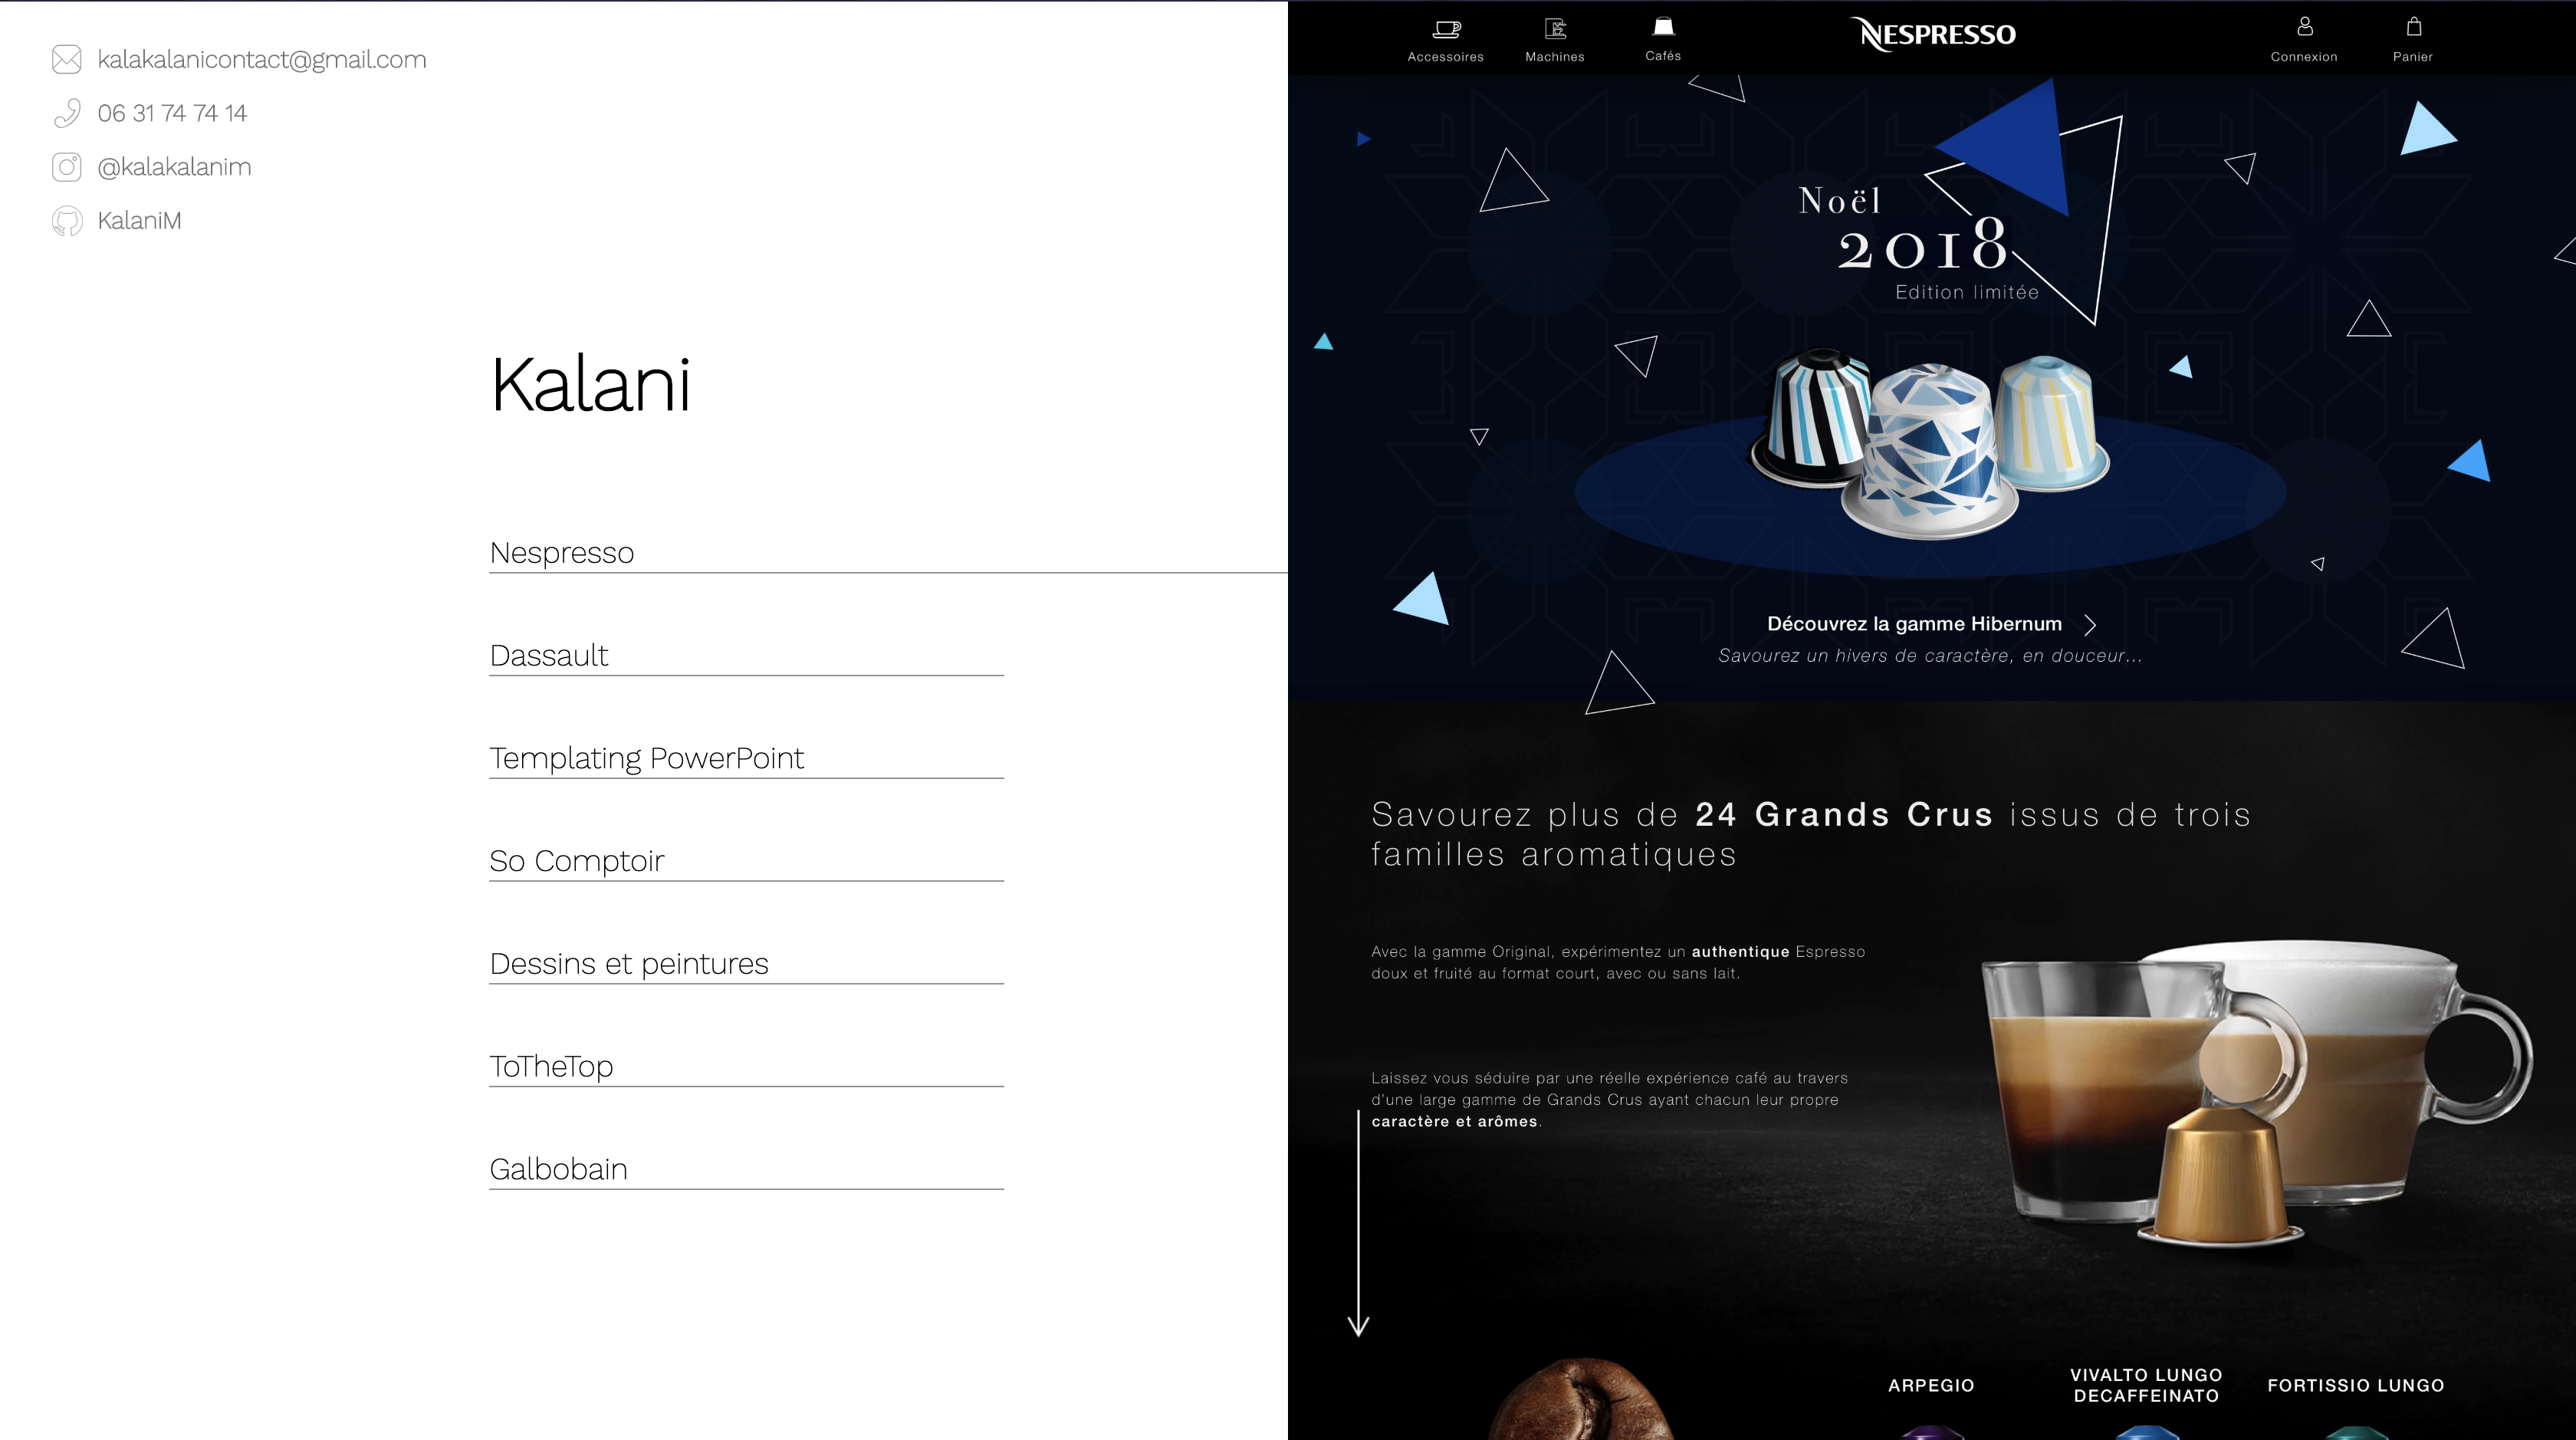 kalakalanicontact@gmail.com
06 31 74 74 14
@kalakalanim
KalaniM
Kalani
Nespresso
Dassault
Templating PowerPoint
So Comptoir
Dessins et peintures
ToTheTop
Galbobain
Accessoires
Machines
Cafés
NESPRESSO
Connexion
Panier
Noël
2018
Edition limitée
Découvrez la gamme Hibernum
Savourez un hivers de caractère, en douceur...
Savourez plus de 24 Grands Crus issus de trois
familles aromatiques
Avec la gamme Original, expérimentez un authentique Espresso
doux et fruité au format court, avec ou sans lait.
Laissez vous séduire par une réelle expérience café au travers
d'une large gamme de Grands Crus ayant chacun leur propre
caractère et arômes.
ARPEGIO
VIVALTO LUNGO
DECAFFEINATO
FORTISSIO LUNGO